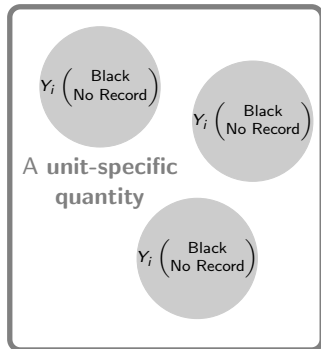 Y_i (Black
No Record)
Y_i (Black
No Record)
A unit-specific
quantity
Y_i (Black
No Record)